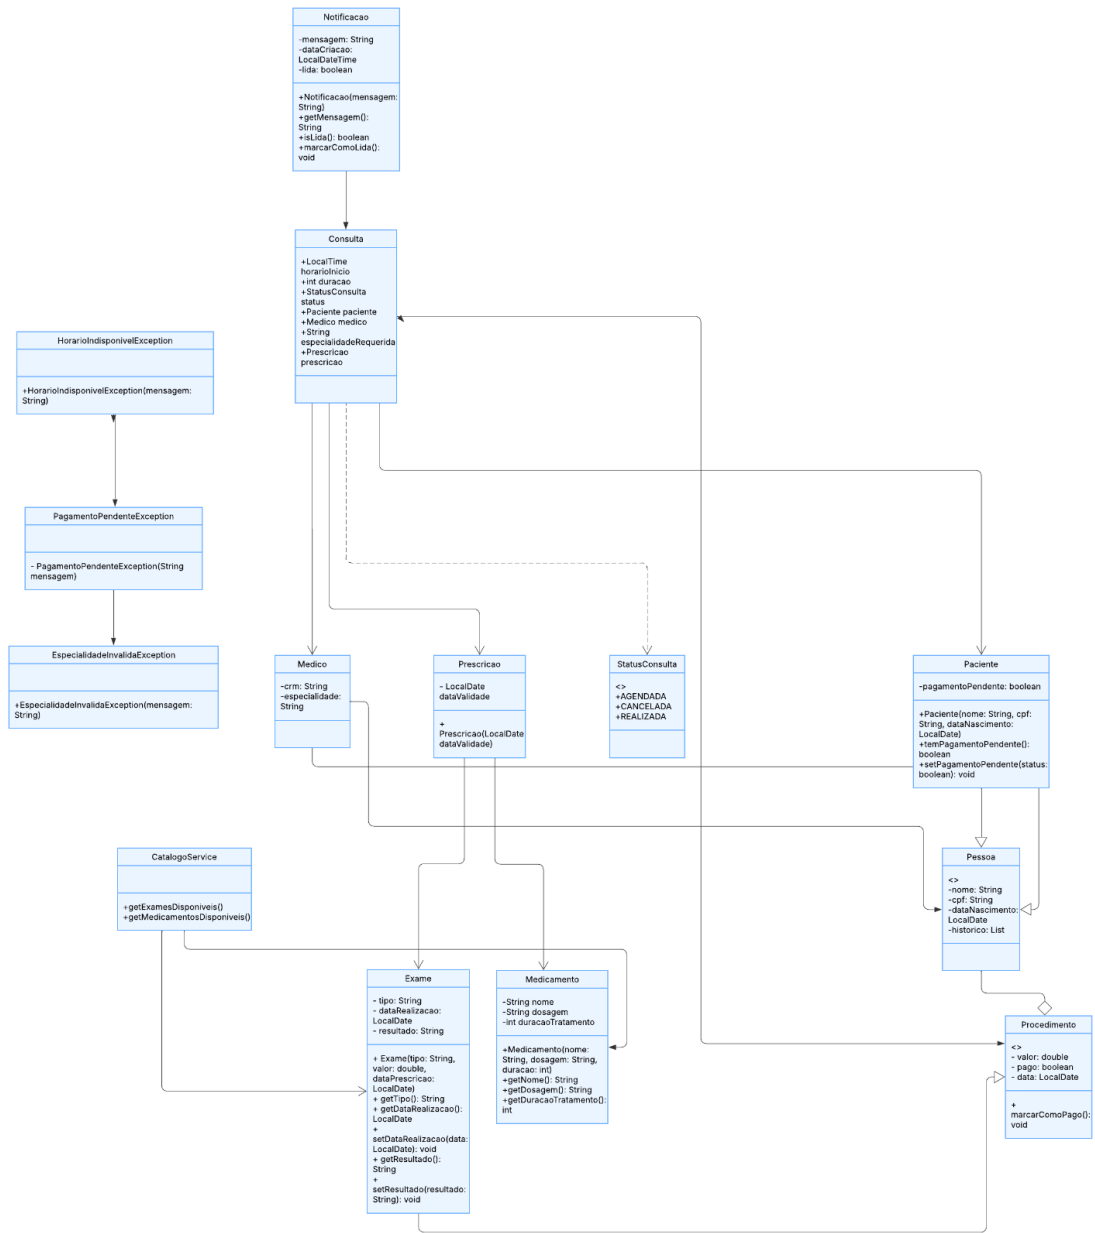 Notificacao
-mensagem: String
-dataCriacao:
LocalDateTime
-lida: boolean
+Notificacao(mensagem:
String)
+getMensagem():
String
+isLida(): boolean
+marcarComoLida():
void
Consulta
+LocalTime
horarioInicio
+int duracao
+StatusConsulta
status
+Paciente paciente
+Medico medico
+String
especialidadeRequerida
+Prescricao
prescricao
HorarioIndisponivelException
+HorarioIndisponivelException(mensagem:
String)
PagamentoPendenteException
- PagamentoPendenteException(String
mensagem)
EspecialidadeInvalidaException
+EspecialidadeInvalidaException(mensagem:
String)
Medico
-crm: String
-especialidade:
String
Prescricao
- LocalDate
dataValidade
+
Prescricao(LocalDate
dataValidade)
StatusConsulta
<>
+AGENDADA
+CANCELADA
+REALIZADA
Paciente
-pagamentoPendente: boolean
+Paciente(nome: String, cpf:
String, dataNascimento:
LocalDate)
+temPagamentoPendente():
boolean
+setPagamentoPendente(status:
boolean): void
CatalogoService
+getExamesDisponiveis()
+getMedicamentosDisponiveis()
Pessoa
<>
-nome: String
-cpf: String
-dataNascimento:
LocalDate
-historico: List
Exame
- tipo: String
- dataRealizacao:
LocalDate
- resultado: String
+ Exame(tipo: String,
valor: double,
dataPrescricao:
LocalDate)
+ getTipo(): String
+ getDataRealizacao():
LocalDate
+
setDataRealizacao(data:
LocalDate): void
+ getResultado():
String
+
setResultado(resultado:
String): void
Medicamento
-String nome
-String dosagem
-int duracaoTratamento
+Medicamento(nome:
String, dosagem: String,
duracao: int)
+getNome(): String
+getDosagem(): String
+getDuracaoTratamento():
int
Procedimento
<>
- valor: double
- pago: boolean
- data: LocalDate
+
marcarComoPago():
void